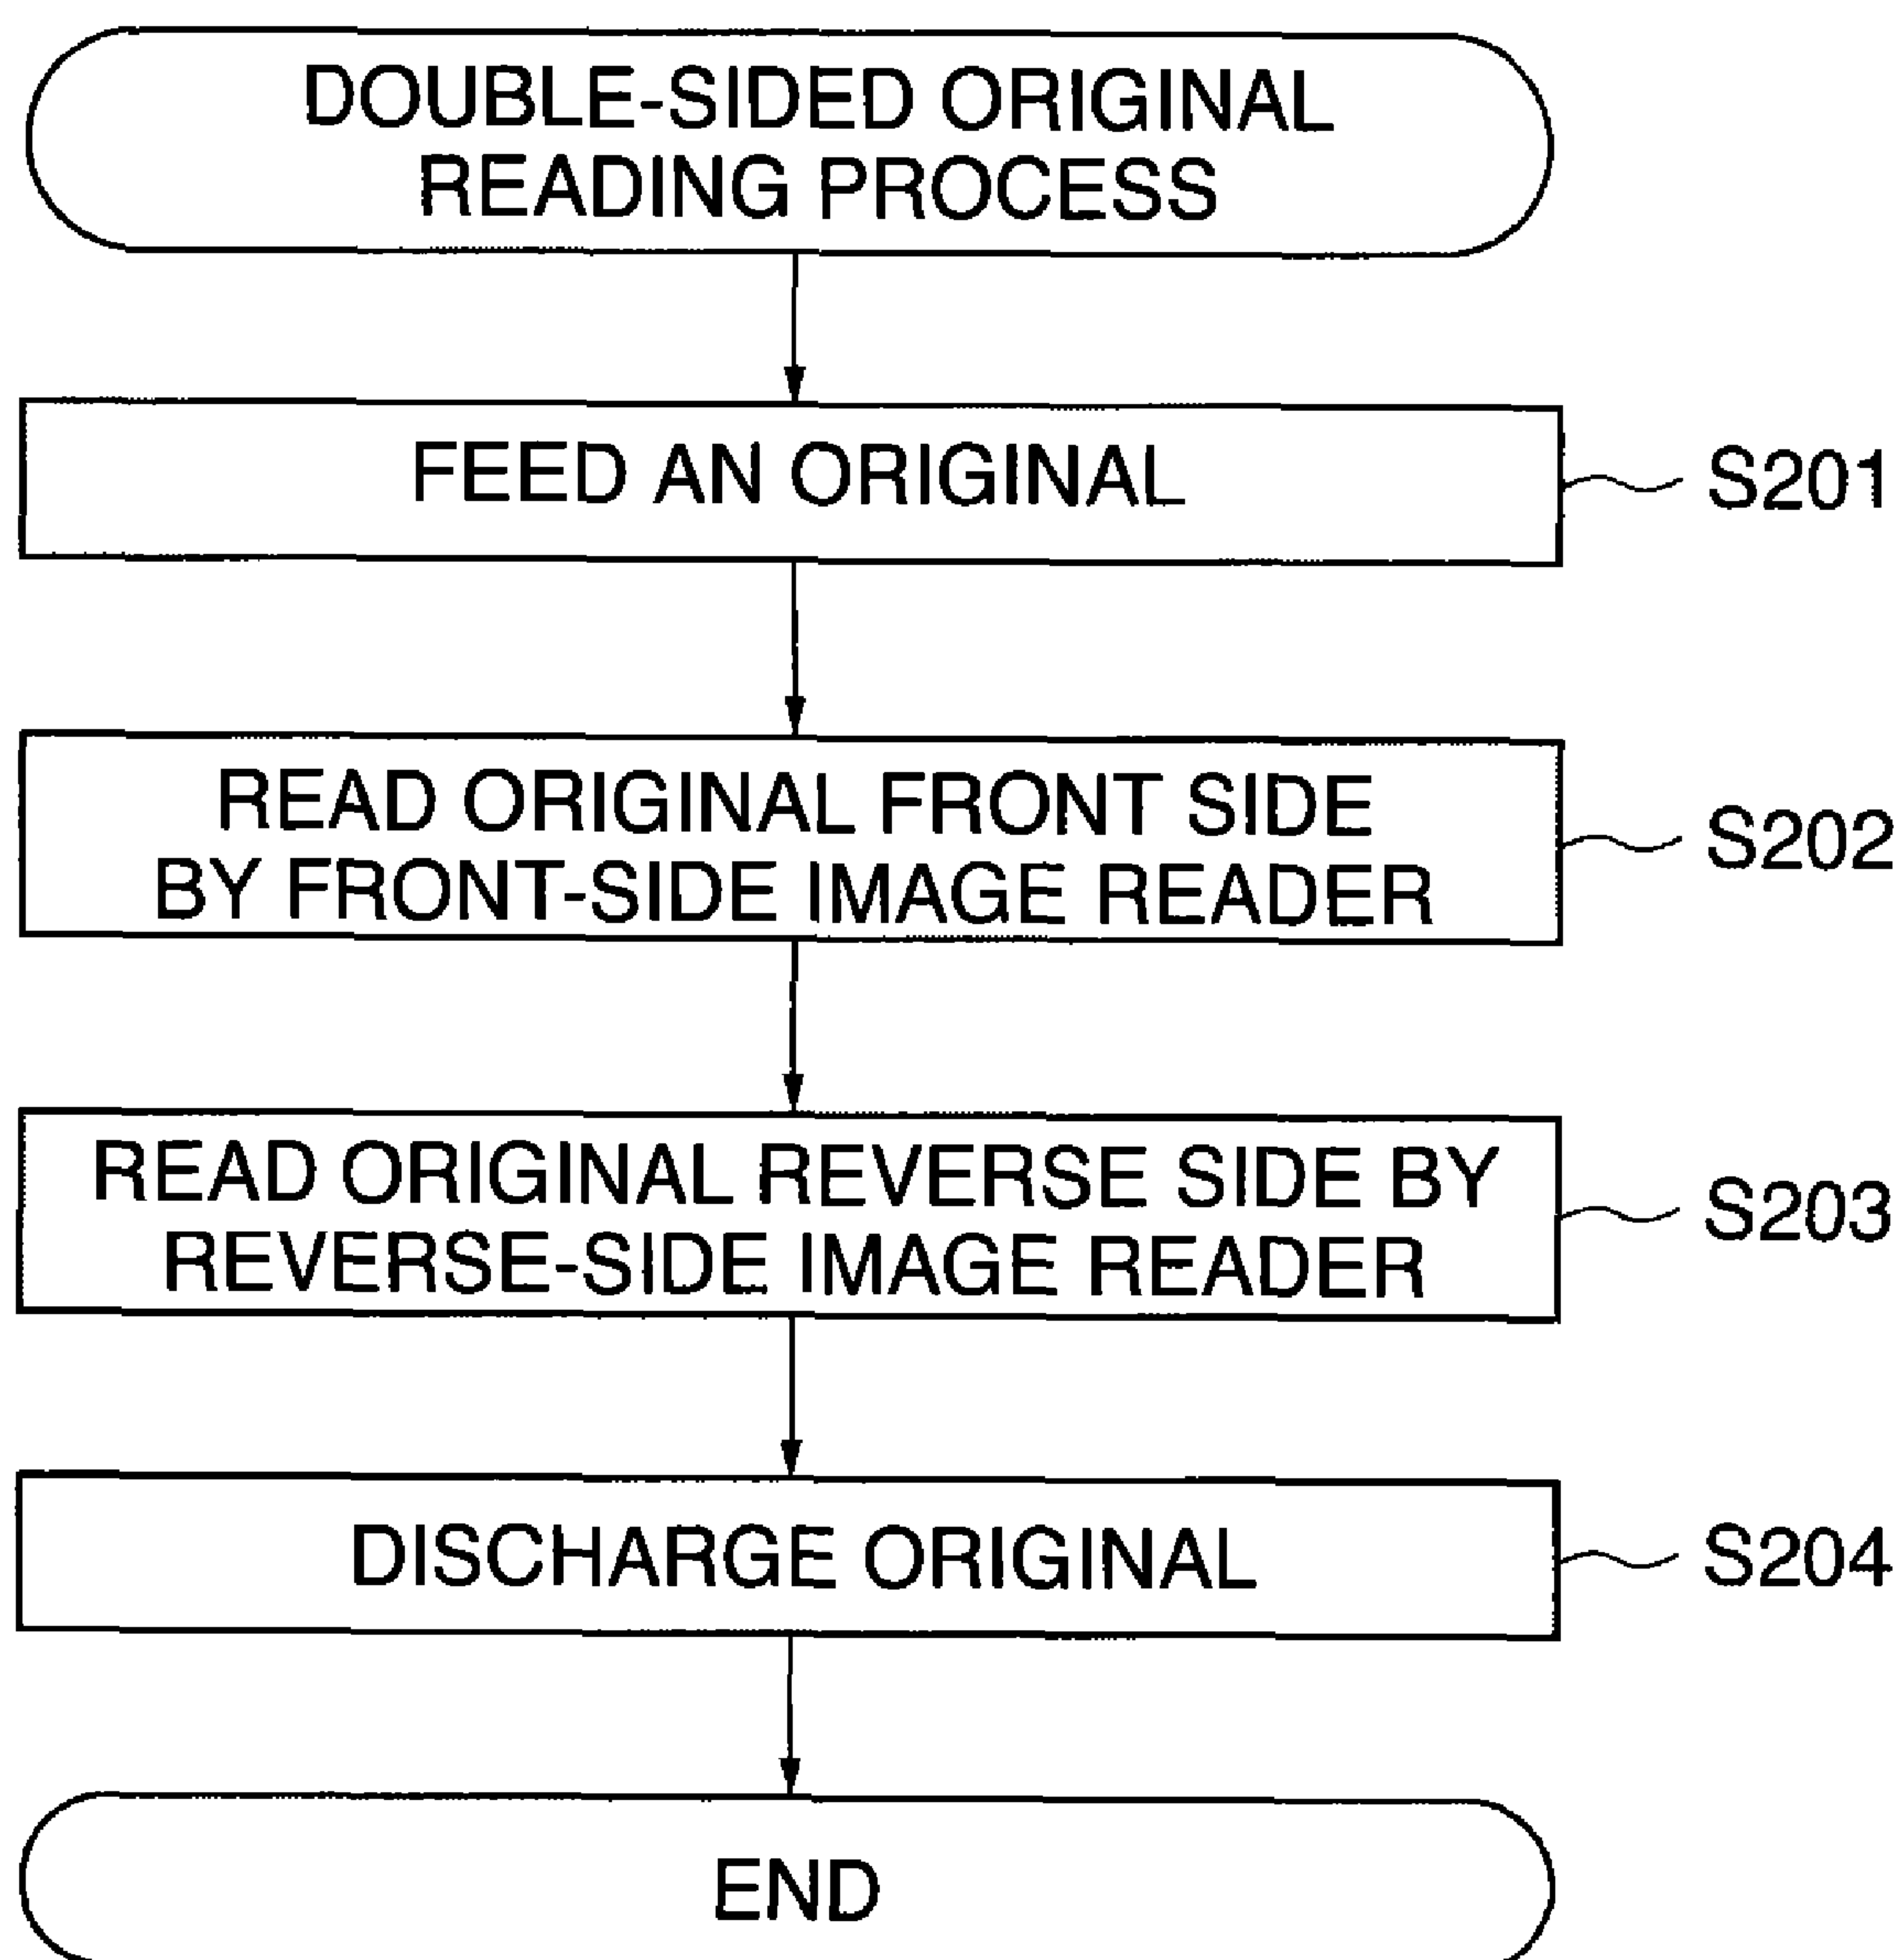 DOUBLE-SIDED ORIGINAL
READING PROCESS
FEED AN ORIGINAL
S201
READ ORIGINAL FRONT SIDE
BY FRONT-SIDE IMAGE READER
S202
READ ORIGINAL REVERSE SIDE BY
REVERSE-SIDE IMAGE READER
S203
DISCHARGE ORIGINAL
S204
END